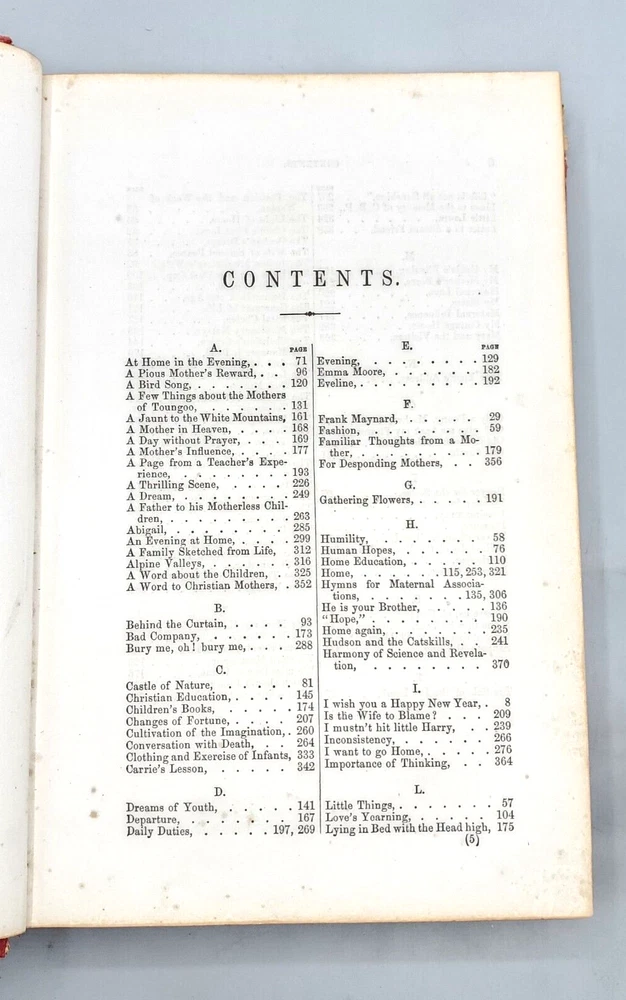 CONTENTS.
A.
PAGE
At Home in the Evening, . . . 71
A Pious Mother's Reward, . . 96
A Bird Song, . . . . . . . 120
A Few Things about the Mothers
of Toungoo, . . . . . . 131
A Jaunt to the White Mountains, 161
A Mother in Heaven, . . . . 168
A Day without Prayer, . . . 169
A Mother's Influence, . . . . 177
A Page from a Teacher's Expe-
rience, . . . . . . . . 193
A Thrilling Scene, . . . . 226
A Dream, . . . . . . . . 249
A Father to his Motherless Chil-
dren, . . . . . . . . . 263
Abigail, . . . . . . . . 285
An Evening at Home, . . . . 299
A Family Sketched from Life, 312
Alpine Valleys, . . . . . . 316
A Word about the Children, . 325
A Word to Christian Mothers, . 352
B.
Behind the Curtain, . . . . 93
Bad Company, . . . . . . 173
Bury me, oh! bury me, . . . 288
C.
Castle of Nature, . . . . . 81
Christian Education, . . . . 145
Children's Books, . . . . . 174
Changes of Fortune, . . . . 207
Cultivation of the Imagination, . 260
Conversation with Death, . . 264
Clothing and Exercise of Infants, 333
Carrie's Lesson, . . . . . 342
D.
Dreams of Youth, . . . . . 141
Departure, . . . . . . . 167
Daily Duties, . . . . . 197, 269
E.
PAGE
Evening, . . . . . . . . 129
Emma Moore, . . . . . . 182
Eveline, . . . . . . . . . 192
F.
Frank Maynard, . . . . . 29
Fashion, . . . . . . . . 59
Familiar Thoughts from a Mo-
ther, . . . . . . . . . 179
For Desponding Mothers, . . 356
G.
Gathering Flowers, . . . . . 191
H.
Humility, . . . . . . . 58
Human Hopes, . . . . . . 76
Home Education, . . . . . 110
Home, . . . . . . 115, 253, 321
Hymns for Maternal Associa-
tions, . . . . . . . 135, 306
He is your Brother, . . . . 136
"Hope," . . . . . . . . 190
Home again, . . . . . . . 235
Hudson and the Catskills, . . 241
Harmony of Science and Revela-
tion, . . . . . . . . 370
I.
I wish you a Happy New Year, . 8
Is the Wife to Blame? . . . 209
I mustn't hit little Harry, . . 239
Inconsistency, . . . . . . 266
I want to go Home, . . . . . 276
Importance of Thinking, . . 364
L.
Little Things, . . . . . . . 57
Love's Yearning, . . . . . 104
Lying in Bed with the Head high, 175
(5)